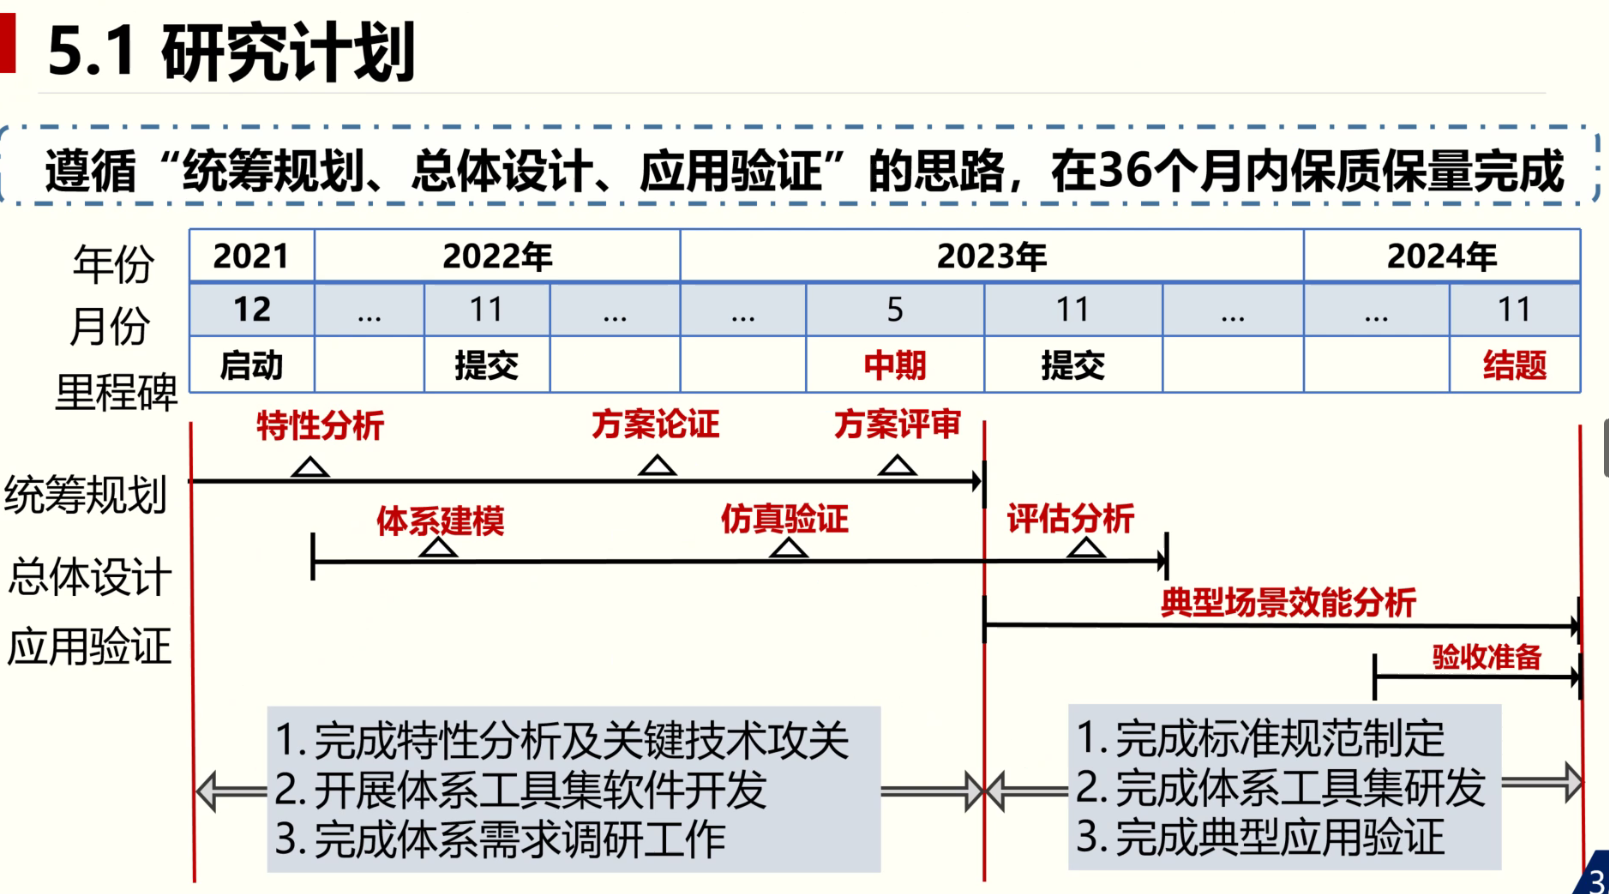 5.1 研究计划
遵循“统筹规划、总体设计、应用验证”的思路，在36个月内保质保量完成
年份 2021 2022年 2023年 2024年
月份 12 ... 11 ... ... 5 11 ... ... 11
里程碑 启动 提交 中期 提交 结题
特性分析 方案论证 方案评审
统筹规划
体系建模 仿真验证 评估分析
总体设计
典型场景效能分析
应用验证
验收准备
1. 完成特性分析及关键技术攻关
2. 开展体系工具集软件开发
3. 完成体系需求调研工作
1. 完成标准规范制定
2. 完成体系工具集研发
3. 完成典型应用验证
3